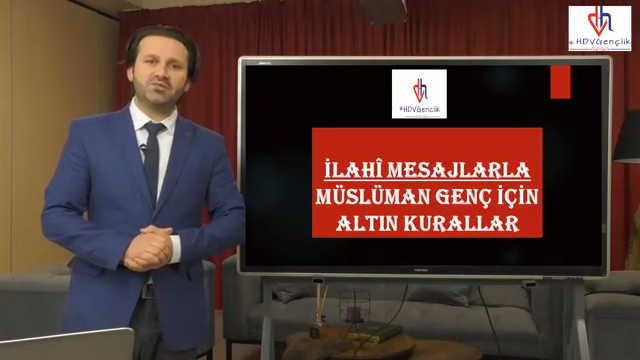 HDVGençlik
HDVGençlik
İLAHÎ MESAJLARLA
MÜSLÜMAN GENÇ İÇİN
ALTIN KURALLAR